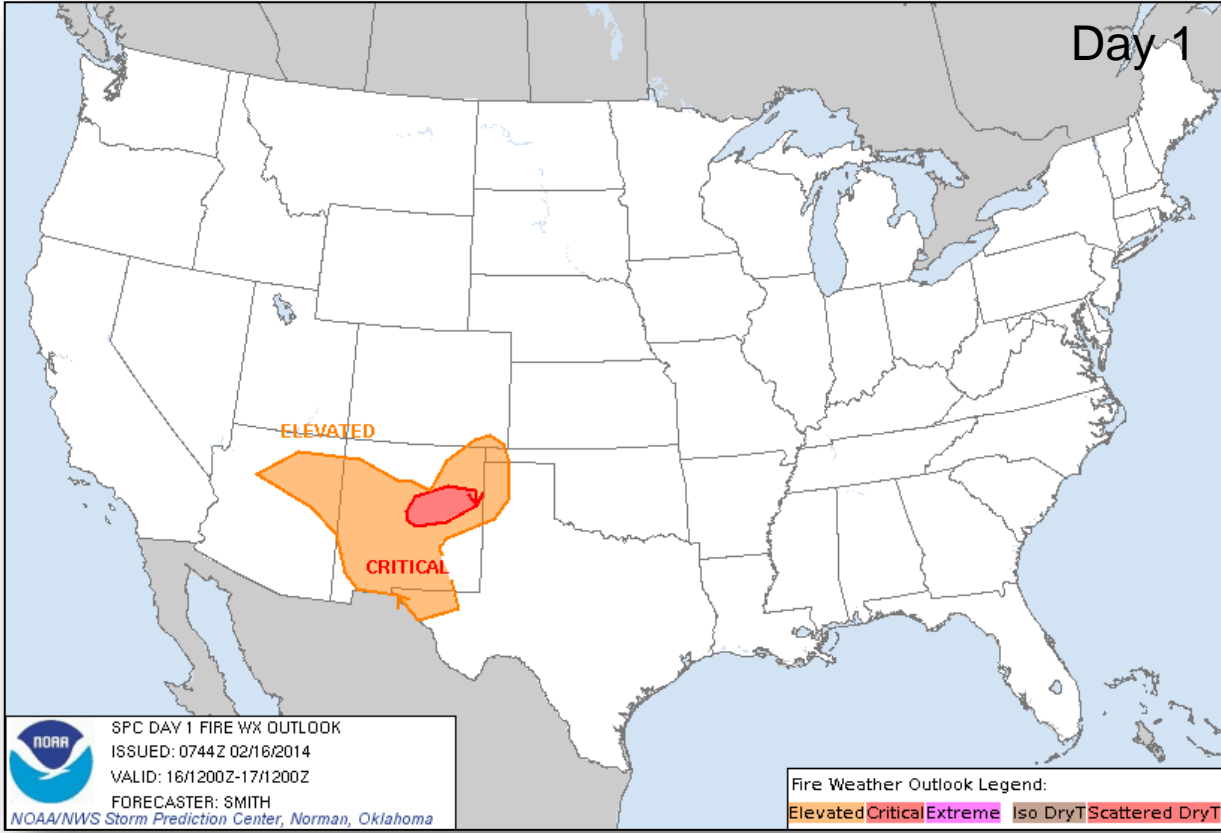 Day 1
ELEVATED
CRITICAL
NOAA
SPC DAY 1 FIRE WX OUTLOOK
ISSUED: 0744Z 02/16/2014
VALID: 16/1200Z-17/1200Z
FORECASTER: SMITH
NOAA/NWS Storm Prediction Center, Norman, Oklahoma
Fire Weather Outlook Legend:
Elevated Critical Extreme Iso DryT Scattered DryT